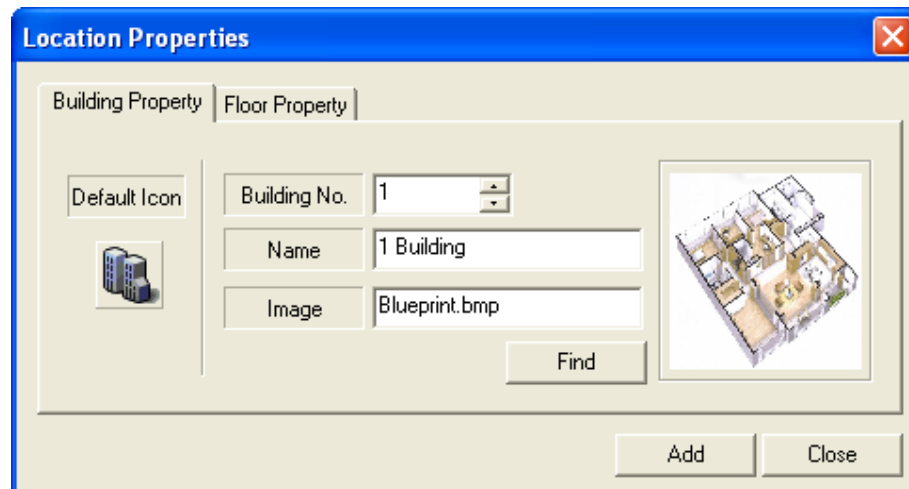 Location Properties
Building Property Floor Property
Default Icon
Building No. 1
Name 1 Building
Image Blueprint.bmp
Find
Add Close